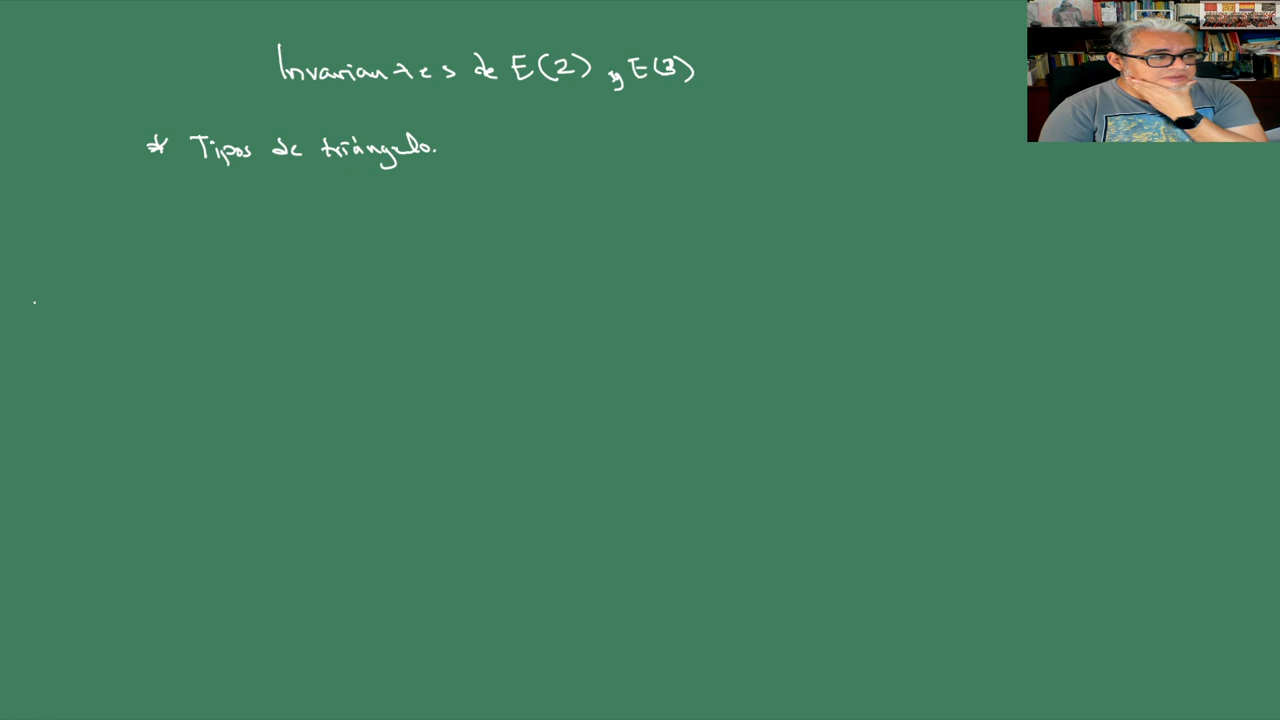 Invariantes de E(2) y E(3)
* Tipos de triángulo.